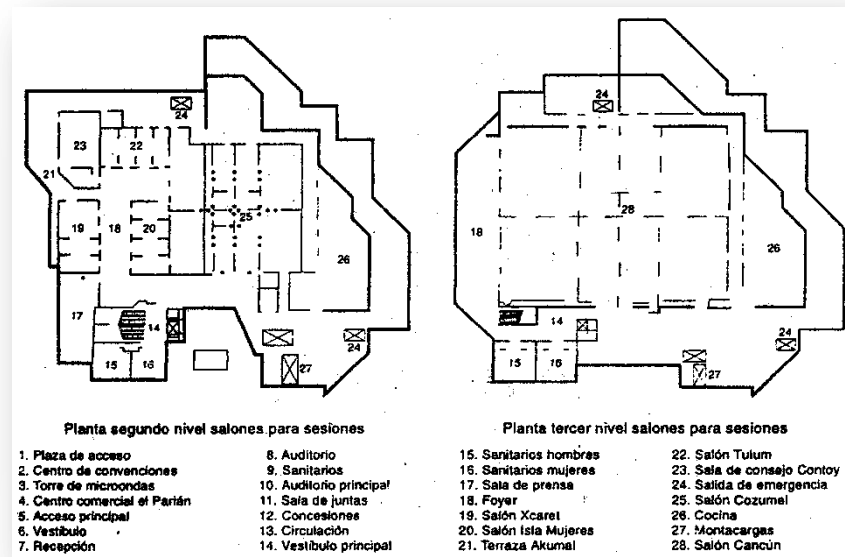 24
24
23
22
21
25
28
19
18
20
18
26
26
17
14
14
24
24
15
16
27
15
16
27
Planta segundo nivel salones para sesiones
Planta tercer nivel salones para sesiones
1. Plaza de acceso
2. Centro de convenciones
3. Torre de microondas
4. Centro comercial el Parián
5. Acceso principal
6. Vestíbulo
7. Recepción
8. Auditorio
9. Sanitarios
10. Auditorio principal
11. Sala de juntas
12. Concesiones
13. Circulación
14. Vestíbulo principal
15. Sanitarios hombres
16. Sanitarios mujeres
17. Sala de prensa
18. Foyer
19. Salón Xcaret
20. Salón Isla Mujeres
21. Terraza Akumal
22. Salón Tulum
23. Sala de consejo Contoy
24. Salida de emergencia
25. Salón Cozumel
26. Cocina
27. Montacargas
28. Salón Cancún